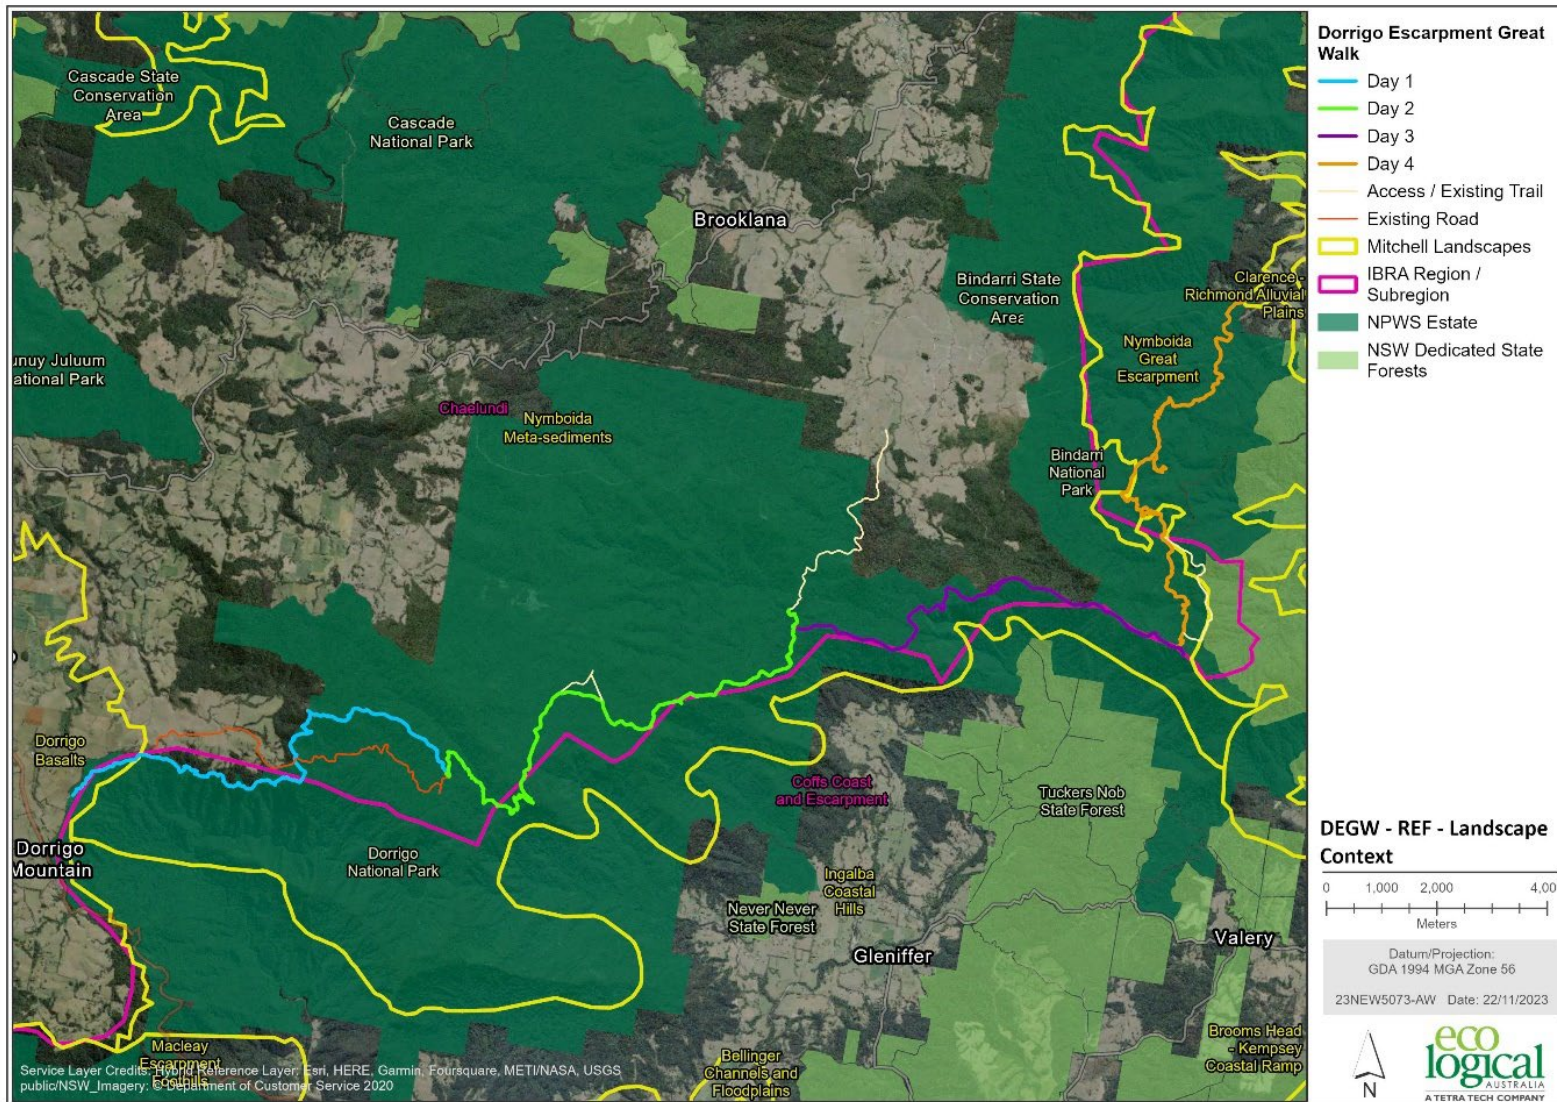 Cascade State
Conservation
Area
Cascade
National Park
Brooklana
Bindarri State
Conservation
Area
Clarence -
Richmond Alluvial
Plains
Nymboida
Great
Escarpment
unuy Juluum
ational Park
Chaelundi
Nymboida
Meta-sediments
Bindarri
National
Park
Dorrigo
Basalts
Dorrigo
Mountain
Dorrigo
National Park
Coffs Coast
and Escarpment
Tuckers Nob
State Forest
Ingalba
Coastal
Hills
Never Never
State Forest
Gleniffer
Valery
Macleay
Escarpment
Foothills
Bellinger
Channels and
Floodplains
Brooms Head
- Kempsey
Coastal Ramp
Service Layer Credits: Hybrid Reference Layer: Esri, HERE, Garmin, Foursquare, METI/NASA, USGS
public/NSW_Imagery: © Department of Customer Service 2020
Dorrigo Escarpment Great
Walk
Day 1
Day 2
Day 3
Day 4
Access / Existing Trail
Existing Road
Mitchell Landscapes
IBRA Region /
Subregion
NPWS Estate
NSW Dedicated State
Forests
DEGW - REF - Landscape
Context
0 1,000 2,000 4,00
Meters
Datum/Projection:
GDA 1994 MGA Zone 56
23NEW5073-AW Date: 22/11/2023
N
eco
logical
AUSTRALIA
A TETRA TECH COMPANY